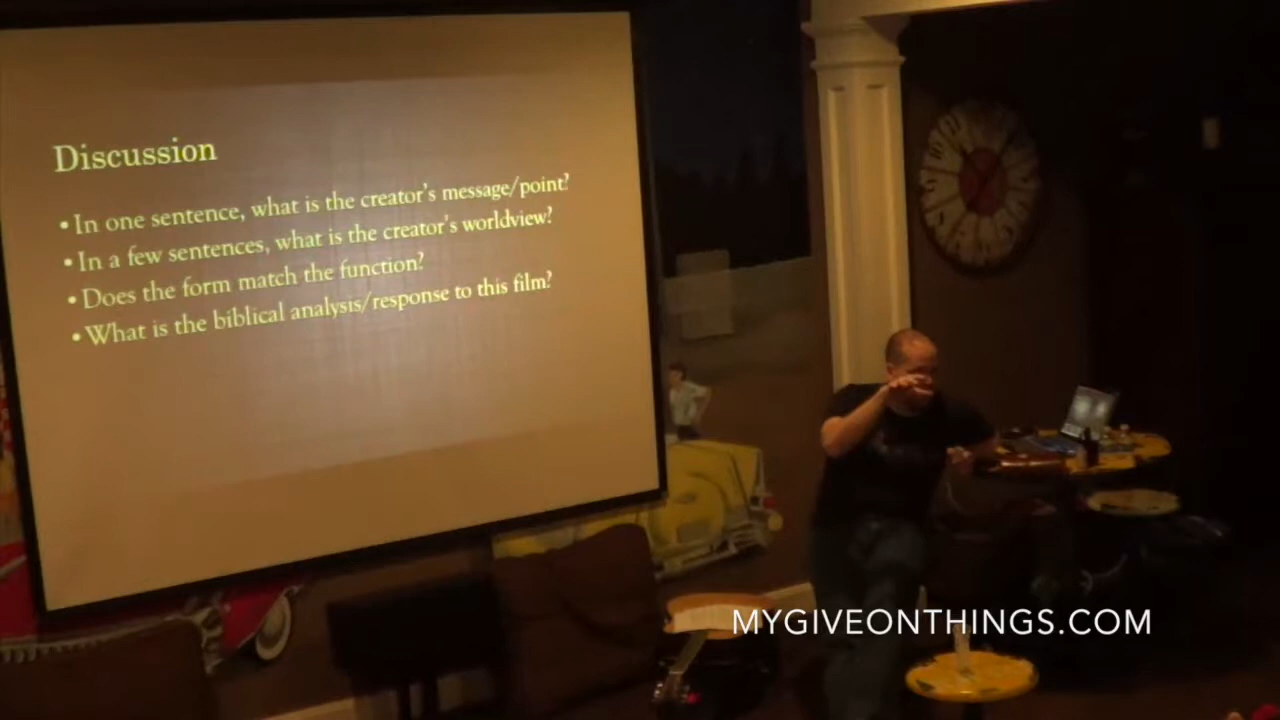 Discussion
• In one sentence, what is the creator's message/point?
• In a few sentences, what is the creator's worldview?
• Does the form match the function?
• What is the biblical analysis/response to this film?
MYGIVEONTHINGS.COM